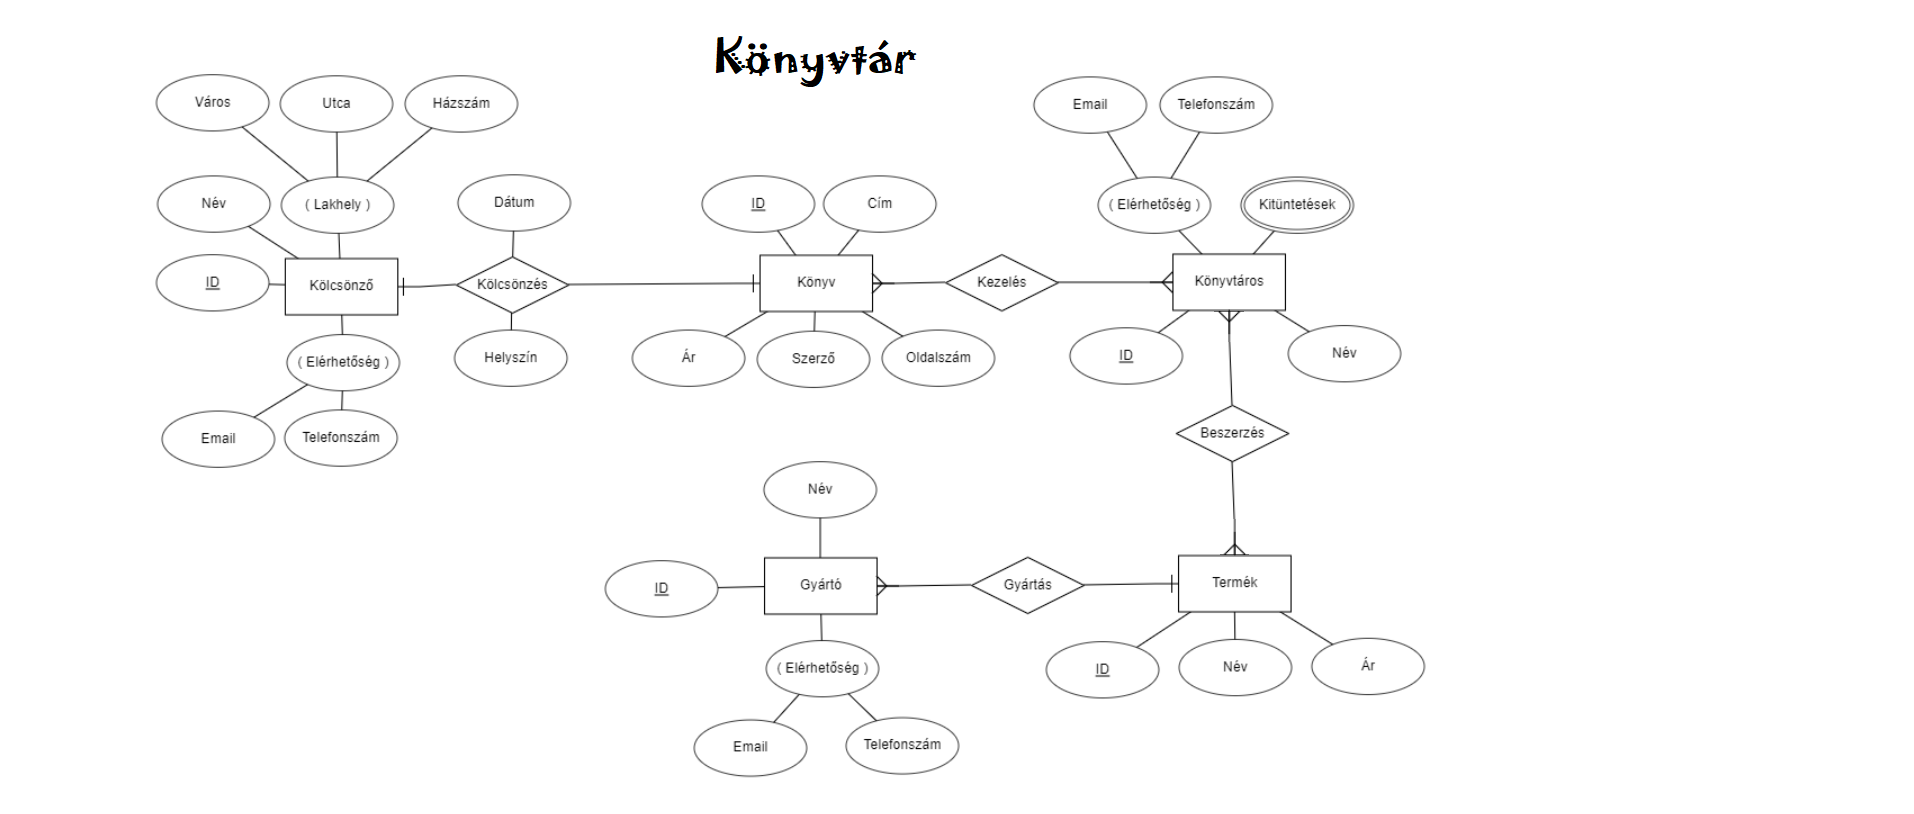 Könyvtár
Város
Utca
Házszám
Email
Telefonszám
Név
( Lakhely )
Dátum
ID
Cím
( Elérhetőség )
Kitüntetések
ID
Kölcsönző
Kölcsönzés
Könyv
Kezelés
Könyvtáros
( Elérhetőség )
Helyszín
Ár
Szerző
Oldalszám
ID
Név
Email
Telefonszám
Beszerzés
Név
ID
Gyártó
Gyártás
Termék
( Elérhetőség )
ID
Név
Ár
Email
Telefonszám